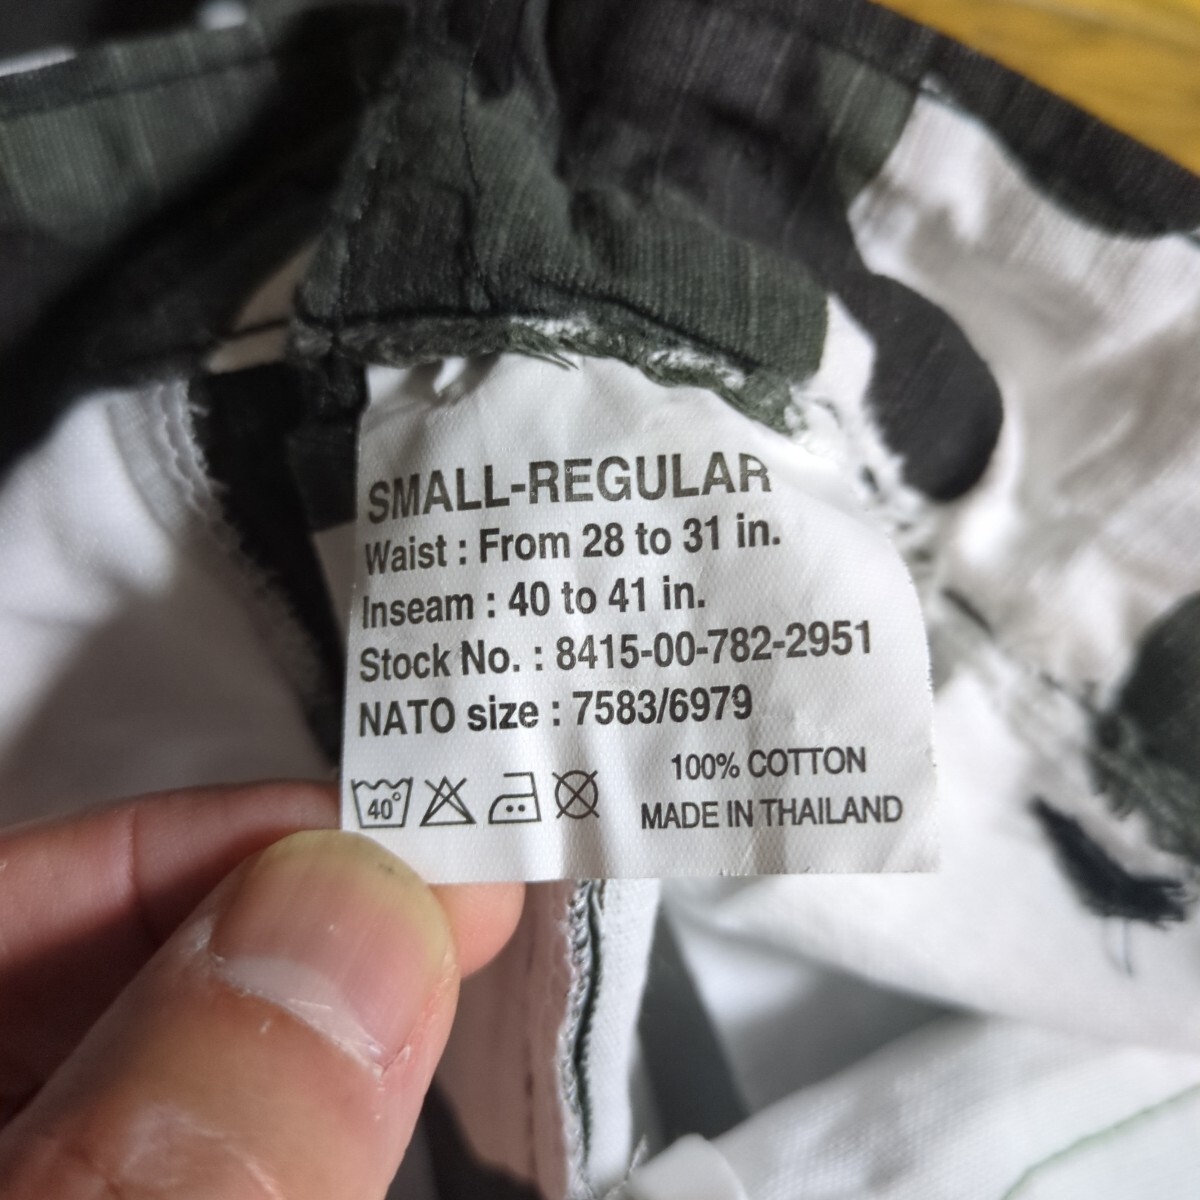 SMALL-REGULAR
Waist : From 28 to 31 in.
Inseam : 40 to 41 in.
Stock No. : 8415-00-782-2951
NATO size : 7583/6979
40°
100% COTTON
MADE IN THAILAND